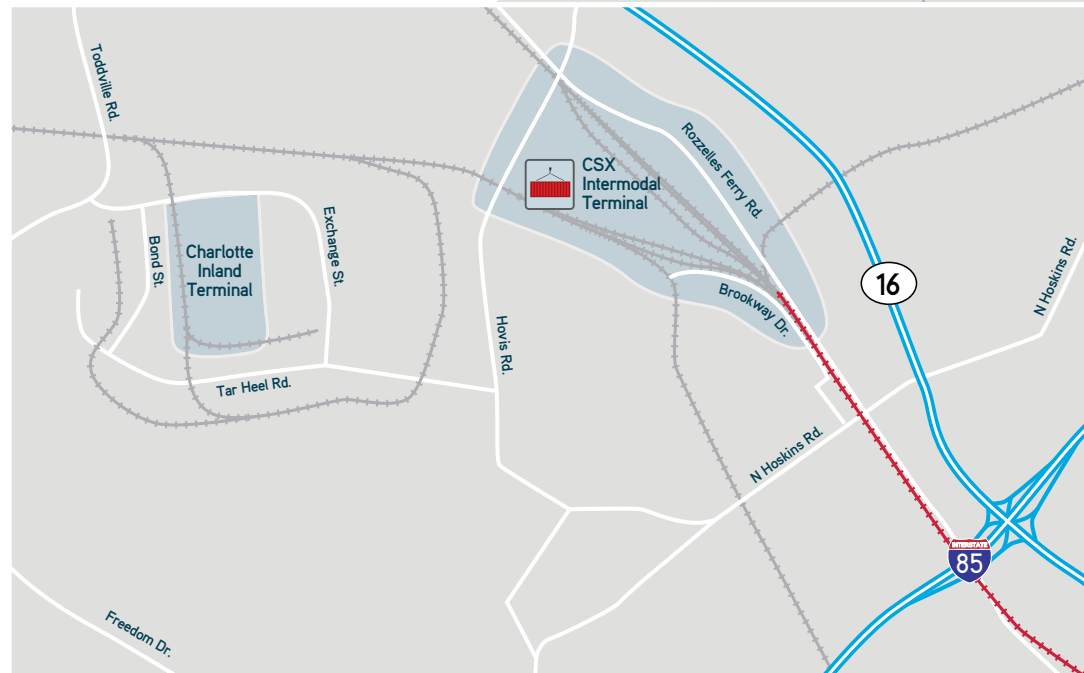 Toddville Rd.
Rozzelles Ferry Rd.
CSX
Intermodal
Terminal
Exchange St.
Bond St.
Charlotte
Inland
Terminal
N Hoskins Rd.
16
Brookway Dr.
Hovis Rd.
Tar Heel Rd.
N Hoskins Rd.
INTERSTATE
85
Freedom Dr.